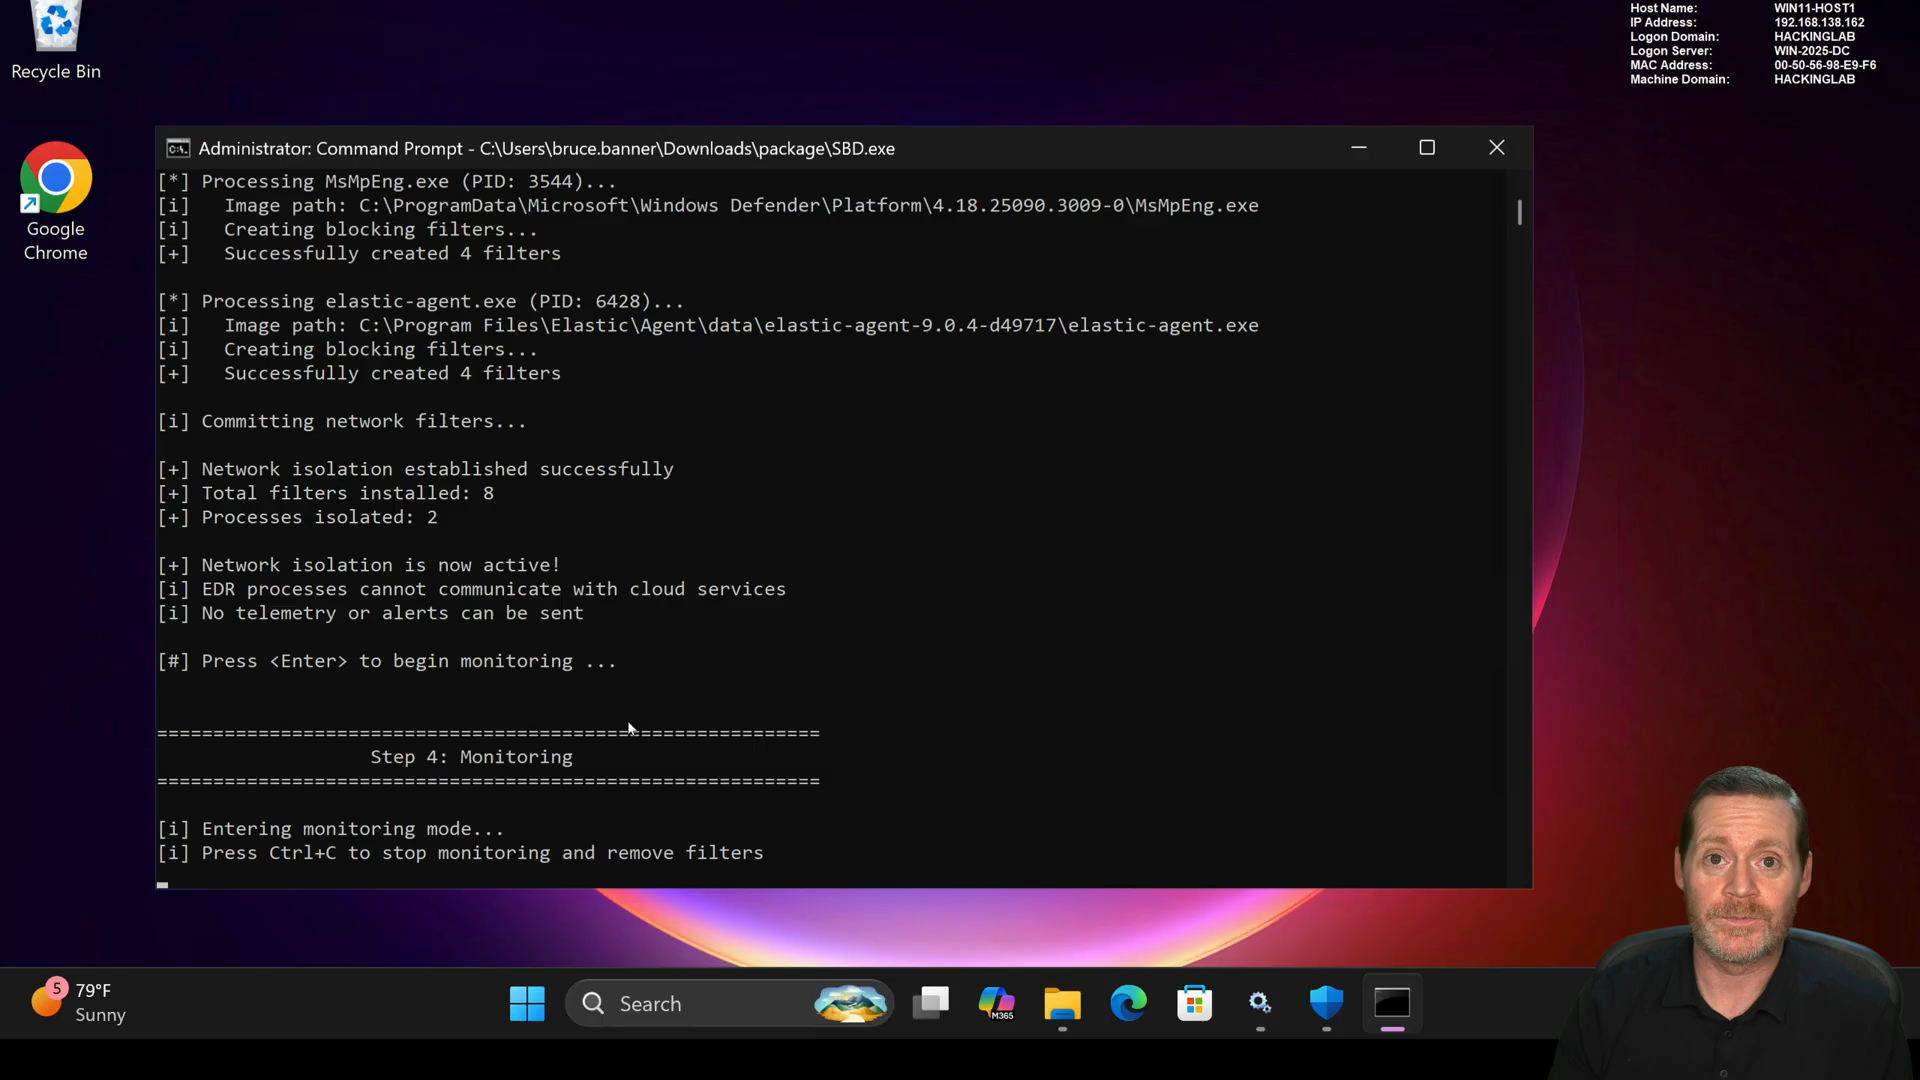 Recycle Bin
Google
Chrome
Host Name: WIN11-HOST1
IP Address: 192.168.138.162
Logon Domain: HACKINGLAB
Logon Server: WIN-2025-DC
MAC Address: 00-50-56-98-E9-F6
Machine Domain: HACKINGLAB
Administrator: Command Prompt - C:\Users\bruce.banner\Downloads\package\SBD.exe
[*] Processing MsMpEng.exe (PID: 3544)...
[i] Image path: C:\ProgramData\Microsoft\Windows Defender\Platform\4.18.25090.3009-0\MsMpEng.exe
[i] Creating blocking filters...
[+] Successfully created 4 filters
[*] Processing elastic-agent.exe (PID: 6428)...
[i] Image path: C:\Program Files\Elastic\Agent\data\elastic-agent-9.0.4-d49717\elastic-agent.exe
[i] Creating blocking filters...
[+] Successfully created 4 filters
[i] Committing network filters...
[+] Network isolation established successfully
[+] Total filters installed: 8
[+] Processes isolated: 2
[+] Network isolation is now active!
[i] EDR processes cannot communicate with cloud services
[i] No telemetry or alerts can be sent
[#] Press <Enter> to begin monitoring ...
===========================================================
Step 4: Monitoring
===========================================================
[i] Entering monitoring mode...
[i] Press Ctrl+C to stop monitoring and remove filters
5
79°F
Sunny
Search
M365